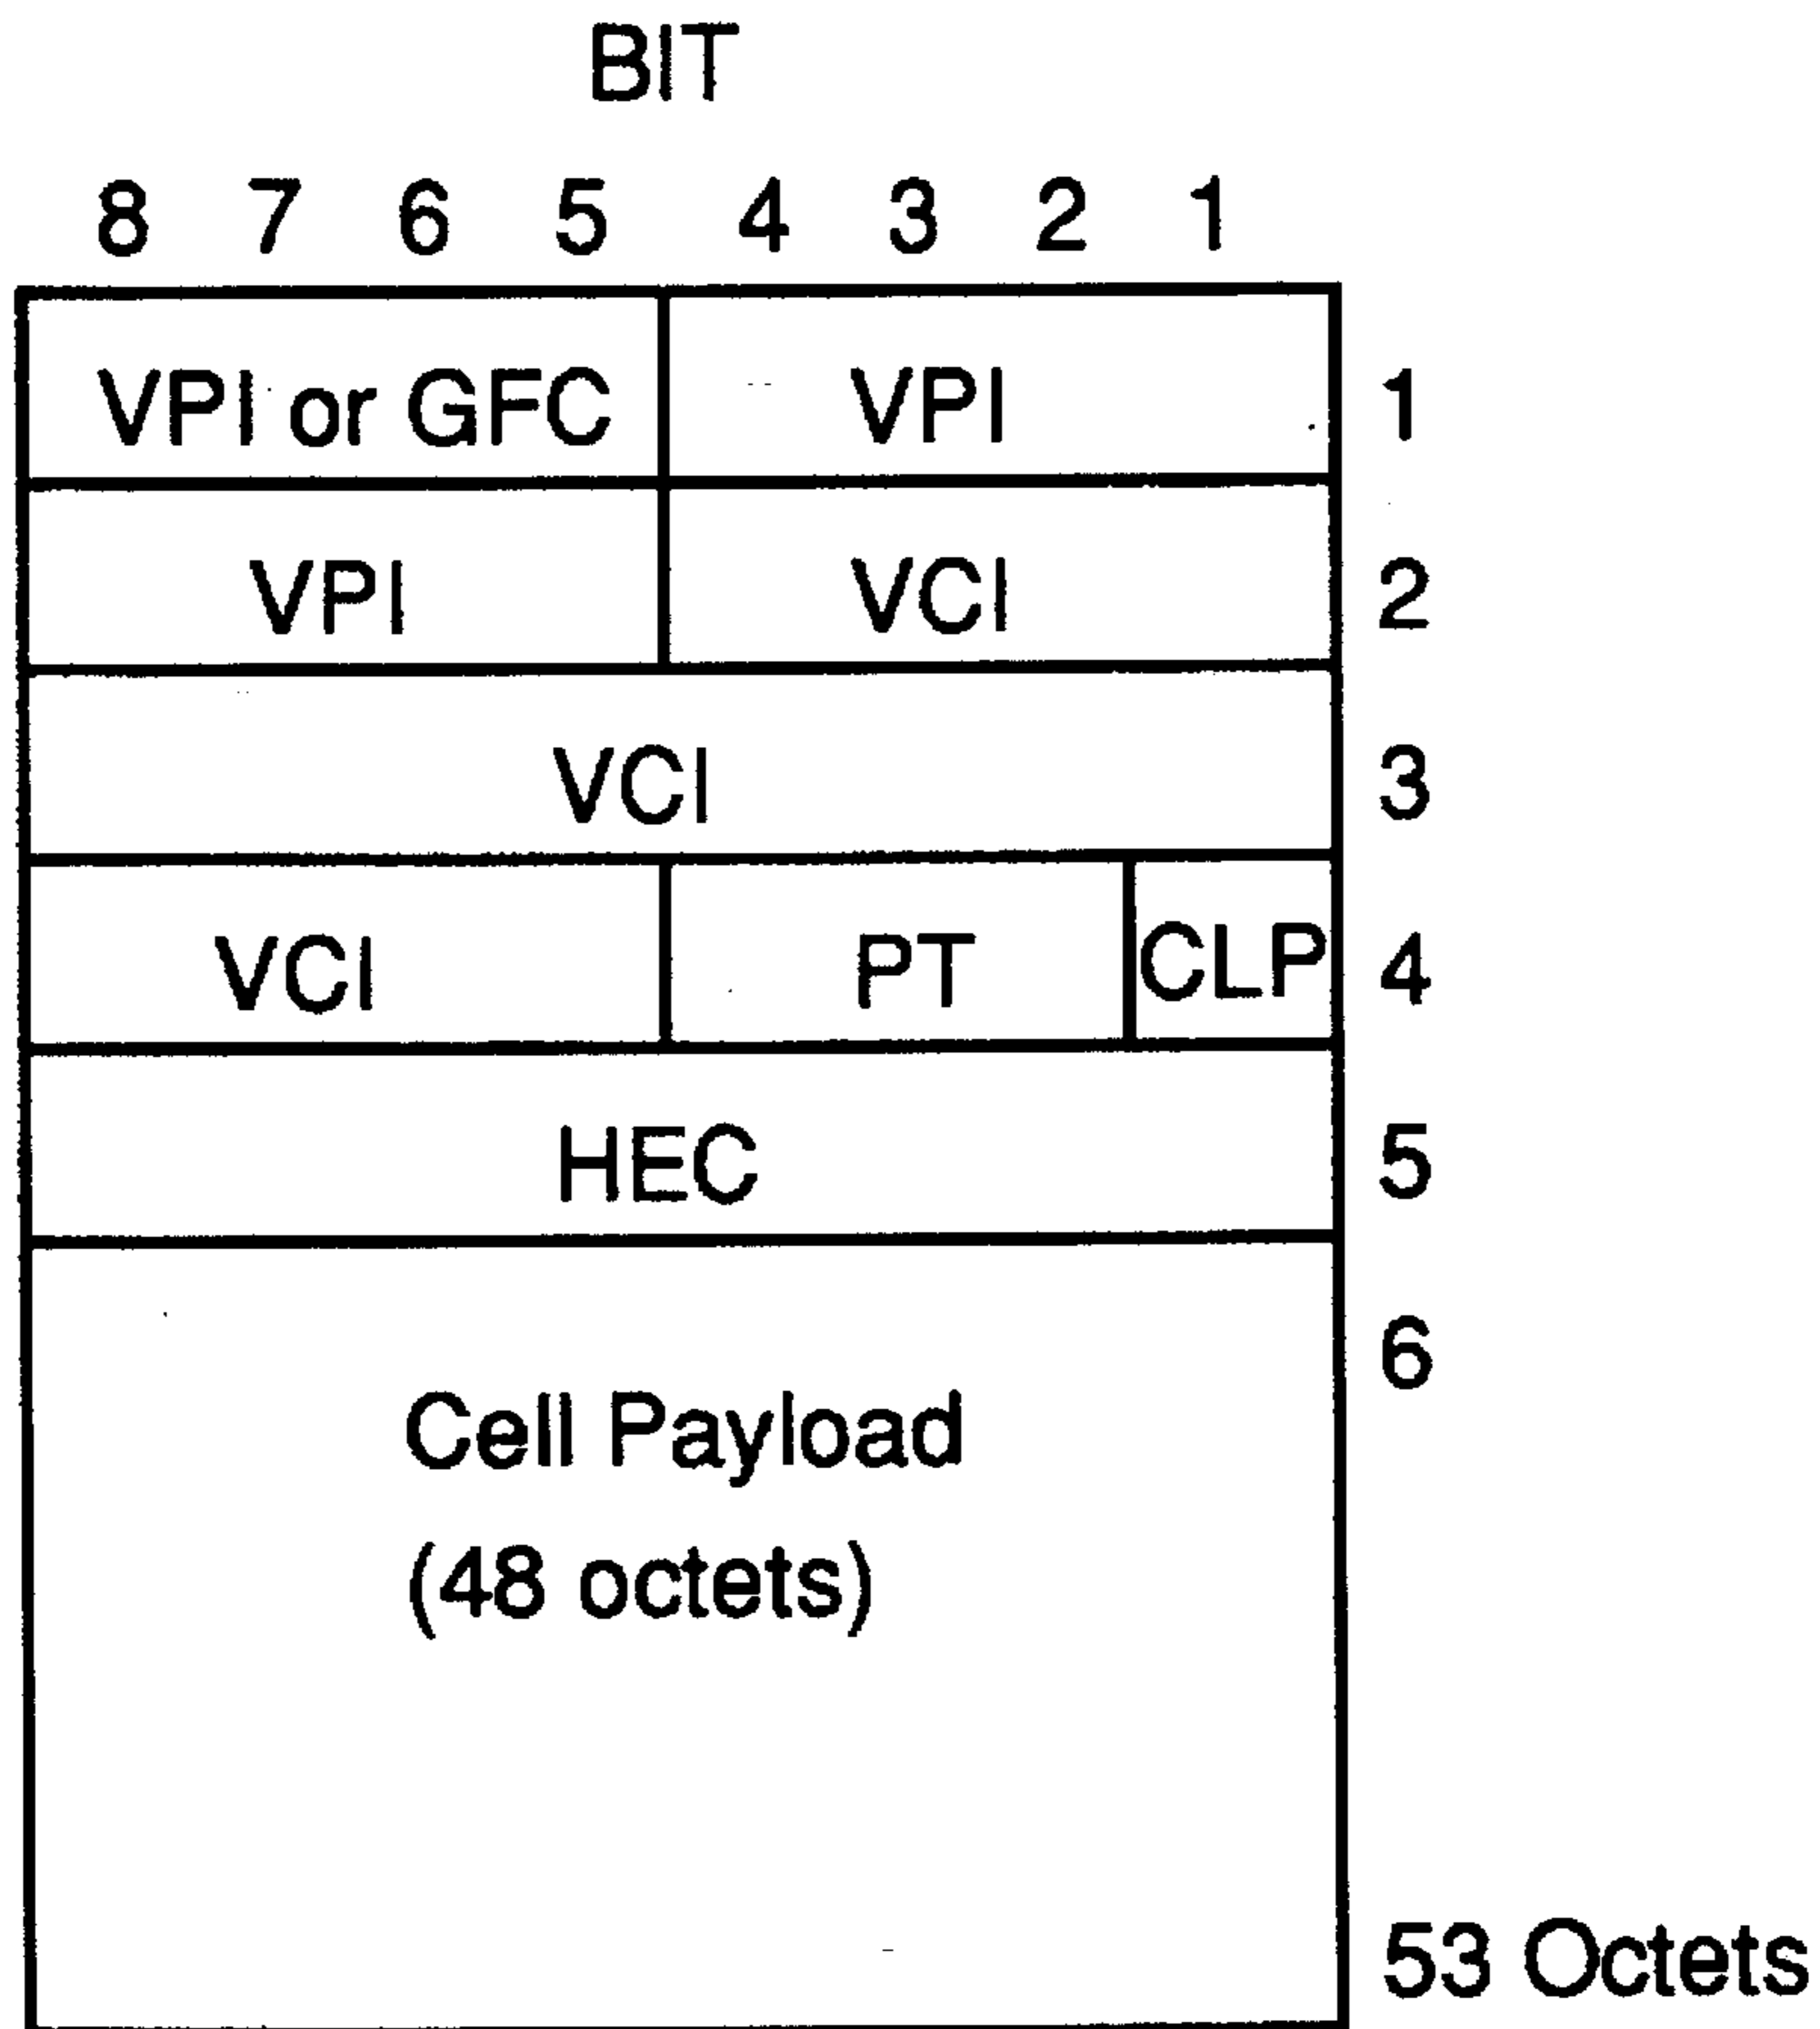 BIT
8 7 6 5 4 3 2 1
VPI or GFC VPI 1
VPI VCI 2
VCI 3
VCI PT CLP 4
HEC 5
6
Cell Payload
(48 octets)
53 Octets